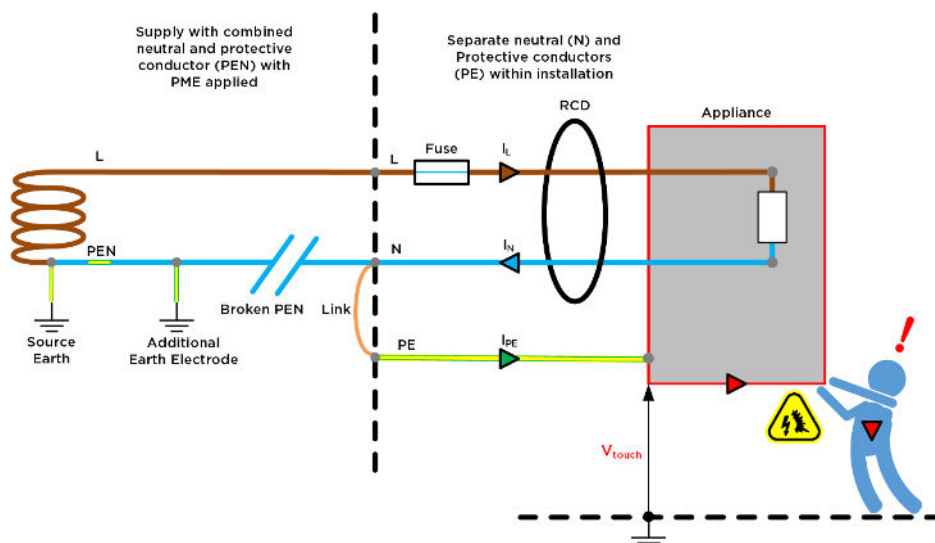 Supply with combined
neutral and protective
conductor (PEN) with
PME applied
Separate neutral (N) and
Protective conductors
(PE) within installation
RCD
Appliance
L
L
Fuse
IL
PEN
N
IN
Broken PEN
Link
Source
Earth
Additional
Earth Electrode
PE
IPE
!
Vtouch